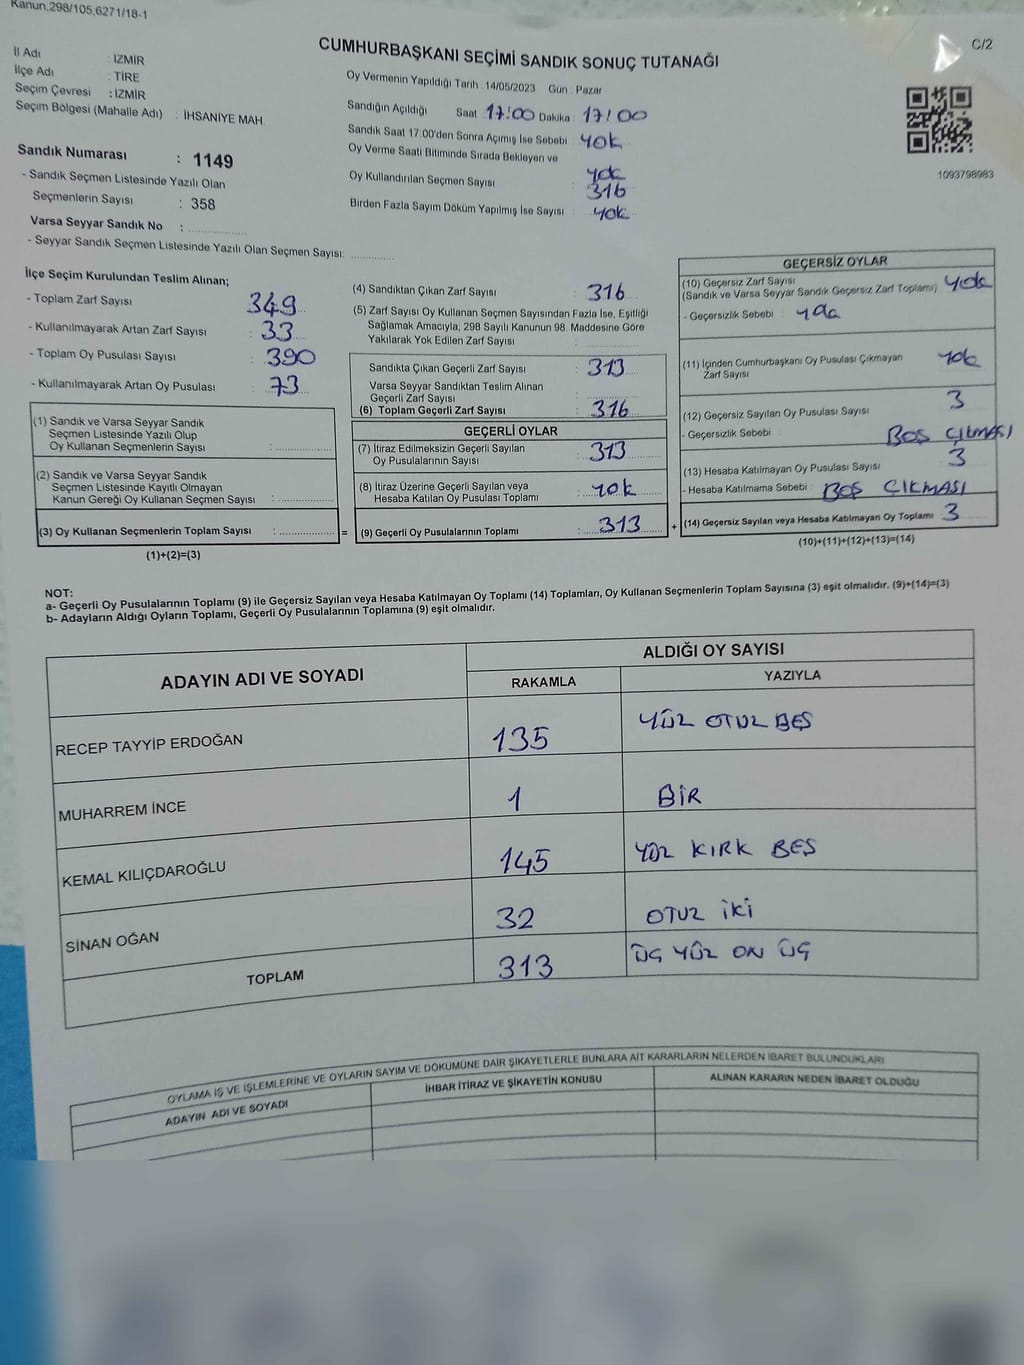 Kanun;298/105,6271/18-1
C/2
CUMHURBAŞKANI SEÇİMİ SANDIK SONUÇ TUTANAĞI
İl Adı : İZMİR
İlçe Adı : TİRE
Seçim Çevresi : İZMİR
Seçim Bölgesi (Mahalle Adı) : İHSANİYE MAH.
Sandık Numarası : 1149
- Sandık Seçmen Listesinde Yazılı Olan
Seçmenlerin Sayısı : 358
Varsa Seyyar Sandık No :
- Seyyar Sandık Seçmen Listesinde Yazılı Olan Seçmen Sayısı:
Oy Vermenin Yapıldığı Tarih : 14/05/2023 Gün : Pazar
Sandığın Açıldığı Saat : 17:00 Dakika : 17:00
Sandık Saat 17:00'den Sonra Açımış İse Sebebi : YOK
Oy Verme Saati Bitiminde Sırada Bekleyen ve
Oy Kullandırılan Seçmen Sayısı : YOK
316
Birden Fazla Sayım Döküm Yapılmış İse Sayısı : YOK
1093798983
İlçe Seçim Kurulundan Teslim Alınan;
- Toplam Zarf Sayısı : 349
- Kullanılmayarak Artan Zarf Sayısı : 33
- Toplam Oy Pusulası Sayısı : 390
- Kullanılmayarak Artan Oy Pusulası : 73
(1) Sandık ve Varsa Seyyar Sandık
Seçmen Listesinde Yazılı Olup
Oy Kullanan Seçmenlerin Sayısı :
(2) Sandık ve Varsa Seyyar Sandık
Seçmen Listesinde Kayıtlı Olmayan
Kanun Gereği Oy Kullanan Seçmen Sayısı :
(3) Oy Kullanan Seçmenlerin Toplam Sayısı : =
(1)+(2)=(3)
(4) Sandıktan Çıkan Zarf Sayısı : 316
(5) Zarf Sayısı Oy Kullanan Seçmen Sayısından Fazla İse, Eşitliği
Sağlamak Amacıyla; 298 Sayılı Kanunun 98. Maddesine Göre
Yakılarak Yok Edilen Zarf Sayısı :
Sandıkta Çıkan Geçerli Zarf Sayısı : 313
Varsa Seyyar Sandıktan Teslim Alınan
Geçerli Zarf Sayısı :
(6) Toplam Geçerli Zarf Sayısı : 316
GEÇERLİ OYLAR
(7) İtiraz Edilmeksizin Geçerli Sayılan
Oy Pusulalarının Sayısı : 313
(8) İtiraz Üzerine Geçerli Sayılan veya
Hesaba Katılan Oy Pusulası Toplamı : YOK
(9) Geçerli Oy Pusulalarının Toplamı : 313 +
GEÇERSİZ OYLAR
(10) Geçersiz Zarf Sayısı
(Sandık ve Varsa Seyyar Sandık Geçersiz Zarf Toplamı) : YOK
- Geçersizlik Sebebi :
(11) İçinden Cumhurbaşkanı Oy Pusulası Çıkmayan
Zarf Sayısı YOK
(12) Geçersiz Sayılan Oy Pusulası Sayısı 3
- Geçersizlik Sebebi : BOŞ ÇIKMASI
(13) Hesaba Katılmayan Oy Pusulası Sayısı 3
- Hesaba Katılmama Sebebi : BOŞ ÇIKMASI
(14) Geçersiz Sayılan veya Hesaba Katılmayan Oy Toplamı : 3
(10)+(11)+(12)+(13)=(14)
NOT:
a- Geçerli Oy Pusulalarının Toplamı (9) ile Geçersiz Sayılan veya Hesaba Katılmayan Oy Toplamı (14) Toplamları, Oy Kullanan Seçmenlerin Toplam Sayısına (3) eşit olmalıdır. (9)+(14)=(3)
b- Adayların Aldığı Oyların Toplamı, Geçerli Oy Pusulalarının Toplamına (9) eşit olmalıdır.
ADAYIN ADI VE SOYADI
ALDIĞI OY SAYISI
RAKAMLA YAZIYLA
RECEP TAYYİP ERDOĞAN 135 YÜZ OTUZ BEŞ
MUHARREM İNCE 1 BİR
KEMAL KILIÇDAROĞLU 145 YÜZ KIRK BEŞ
SİNAN OĞAN 32 OTUZ İKİ
TOPLAM 313 ÜÇ YÜZ ON ÜÇ
OYLAMA İŞ VE İŞLEMLERİNE VE OYLARIN SAYIM VE DÖKÜMÜNE DAİR ŞİKAYETLERLE BUNLARA AİT KARARLARIN NELERDEN İBARET BULUNDUKLARI
ADAYIN ADI VE SOYADI İHBAR İTİRAZ VE ŞİKAYETİN KONUSU ALINAN KARARIN NEDEN İBARET OLDUĞU